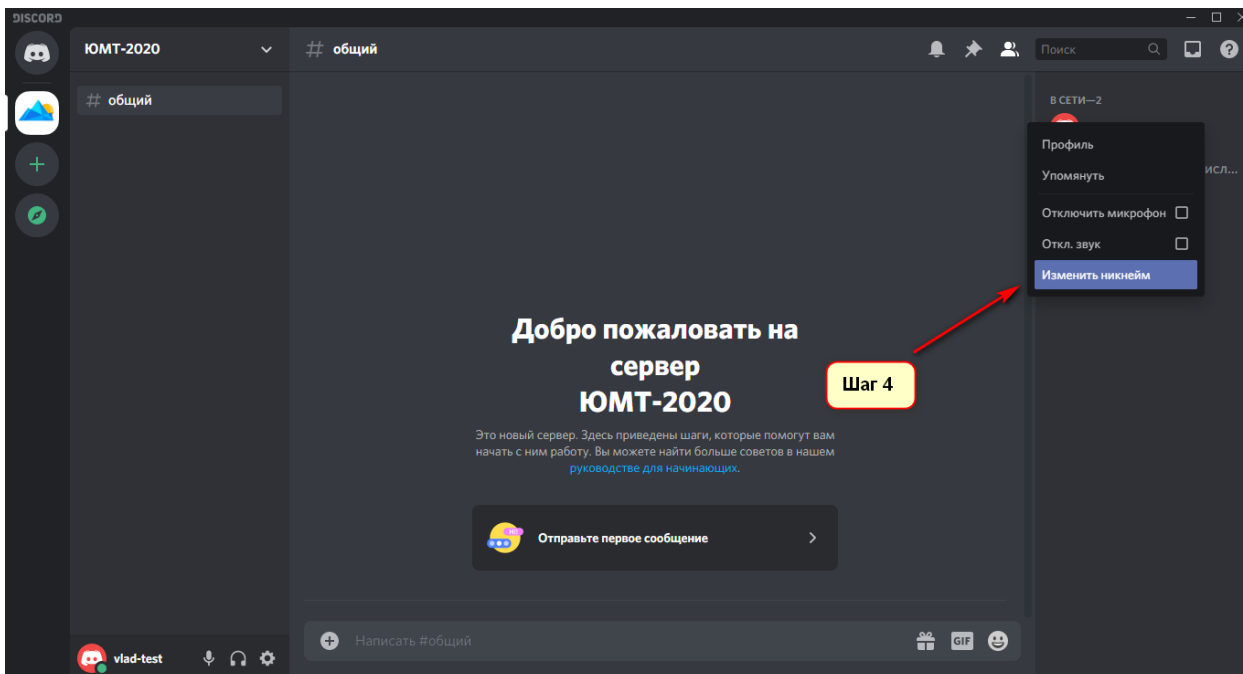 DISCORD
ЮМТ-2020
общий
Поиск
общий
В СЕТИ—2
Профиль
Упомянуть
исл...
Отключить микрофон
Откл. звук
Изменить никнейм
Добро пожаловать на
сервер
ЮМТ-2020
Шаг 4
Это новый сервер. Здесь приведены шаги, которые помогут вам
начать с ним работу. Вы можете найти больше советов в нашем
руководстве для начинающих.
Отправьте первое сообщение
Написать #общий
GIF
vlad-test